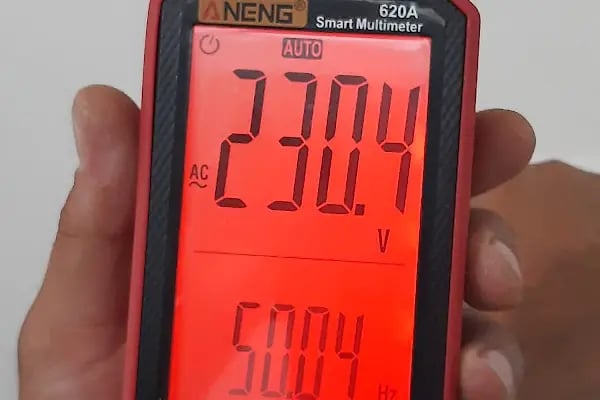 ANENG®
620A
Smart Multimeter
AUTO
230.4
AC
V
50.04
Hz